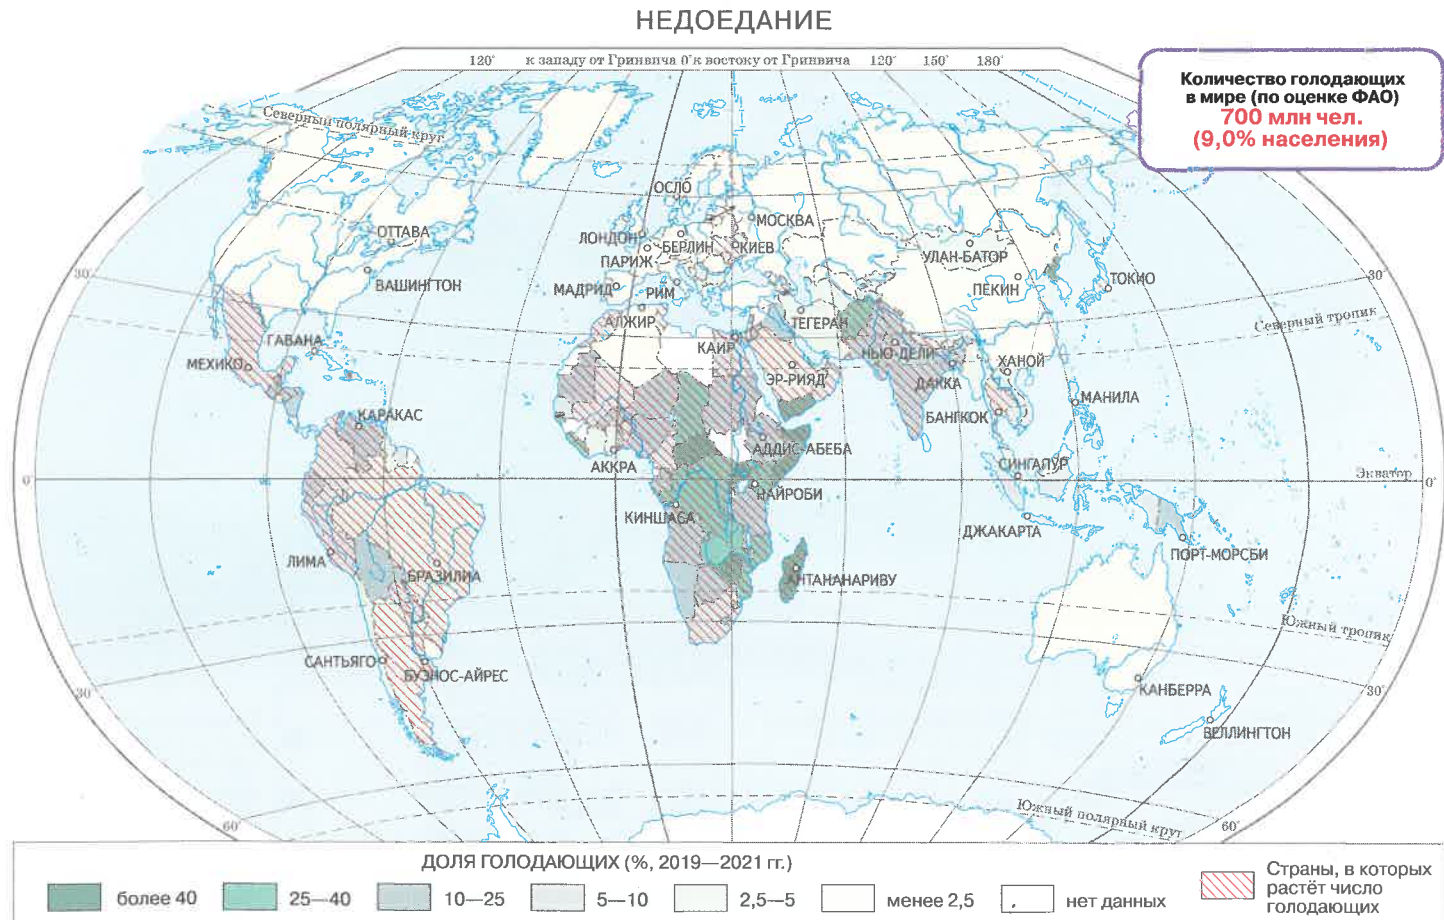 НЕДОЕДАНИЕ
120°
к западу от Гринвича 0° к востоку от Гринвича
120°
150°
180°
Количество голодающих
в мире (по оценке ФАО)
700 млн чел.
(9,0% населения)
Северный полярный круг
ОСЛО
МОСКВА
ОТТАВА
ЛОНДОН
БЕРЛИН
КИЕВ
УЛАН-БАТОР
ПАРИЖ
30°
ВАШИНГТОН
МАДРИД
РИМ
ПЕКИН
ТОКИО
30°
АЛЖИР
ТЕГЕРАН
Северный тропик
ГАВАНА
КАИР
НЬЮ-ДЕЛИ
ХАНОЙ
МЕХИКО
ЭР-РИЯД
ДАККА
МАНИЛА
КАРАКАС
БАНГКОК
АККРА
АДДИС-АБЕБА
СИНГАПУР
Экватор
0°
0°
НАЙРОБИ
КИНШАСА
ДЖАКАРТА
ПОРТ-МОРСБИ
ЛИМА
БРАЗИЛИА
АНТАНАНАРИВУ
Южный тропик
САНТЬЯГО
БУЭНОС-АЙРЕС
КАНБЕРРА
30°
30°
ВЕЛЛИНГТОН
Южный полярный круг
60°
60°
ДОЛЯ ГОЛОДАЮЩИХ (%, 2019—2021 гг.)
более 40
25—40
10—25
5—10
2,5—5
менее 2,5
нет данных
Страны, в которых
растёт число
голодающих